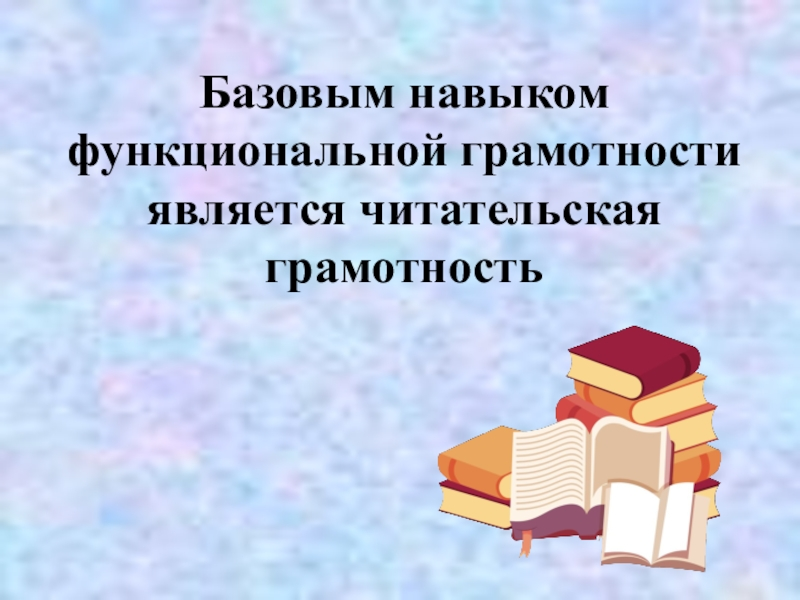 Базовым навыком
функциональной грамотности
является читательская
грамотность